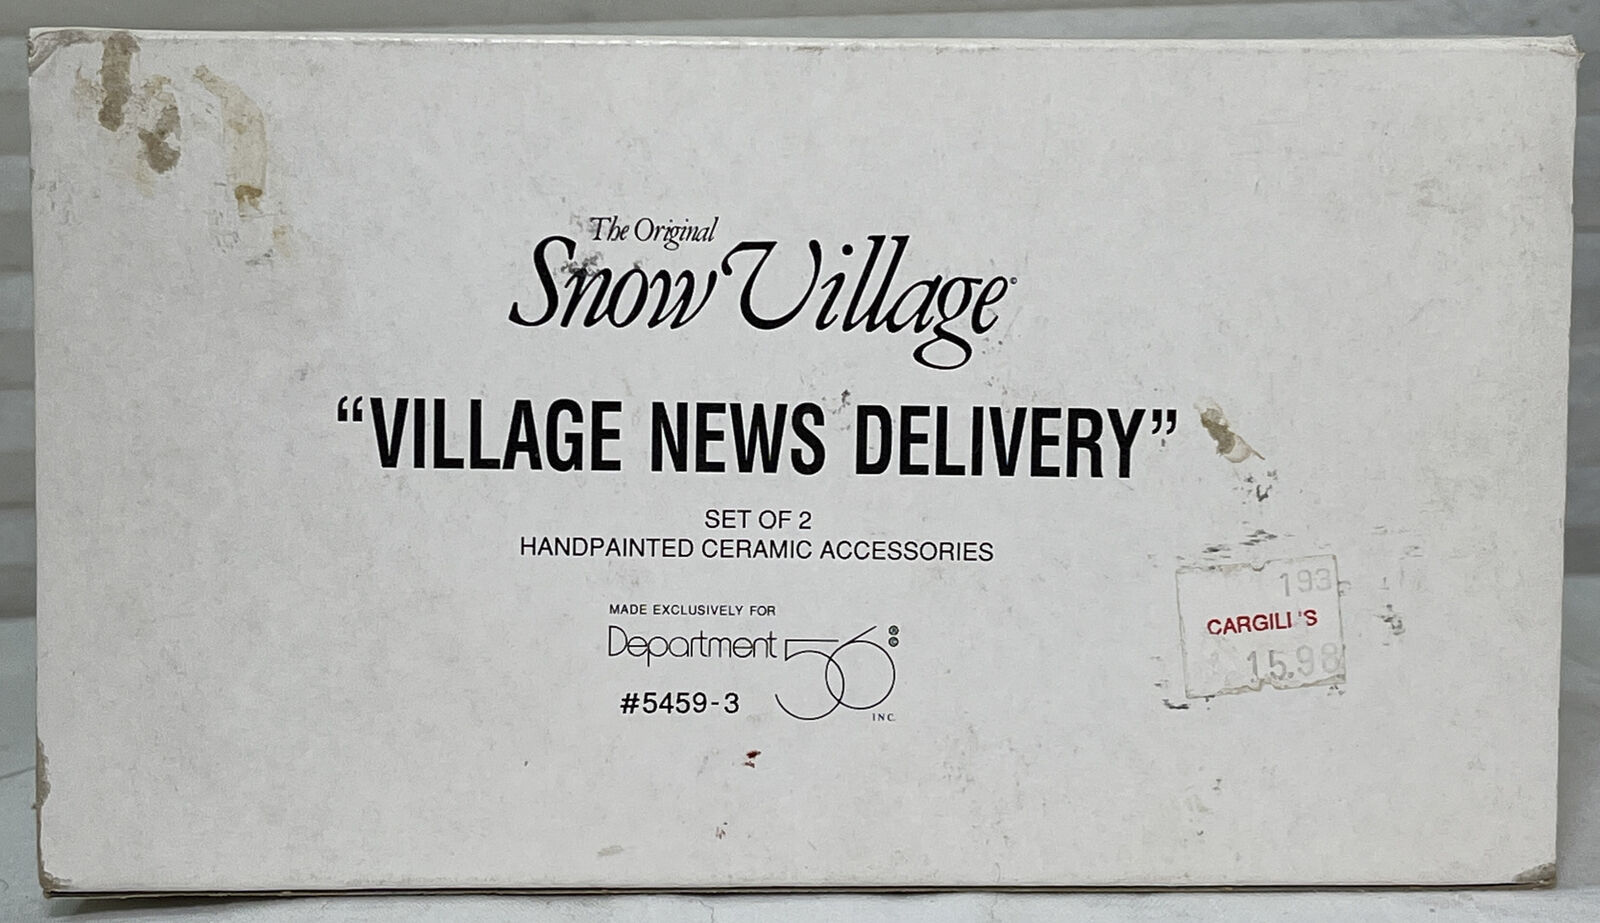 The Original
Snow Village
“VILLAGE NEWS DELIVERY”
SET OF 2
HANDPAINTED CERAMIC ACCESSORIES
MADE EXCLUSIVELY FOR
Department 56 ® ©
INC.
#5459-3
193
CARGILL'S
15.98